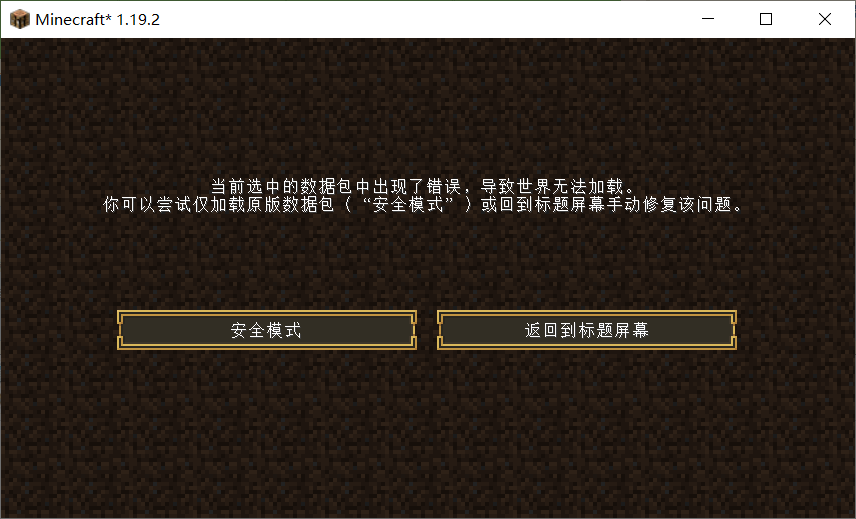 Minecraft* 1.19.2
当前选中的数据包中出现了错误，导致世界无法加载。
你可以尝试仅加载原版数据包（“安全模式”）或回到标题屏幕手动修复该问题。
安全模式
返回到标题屏幕